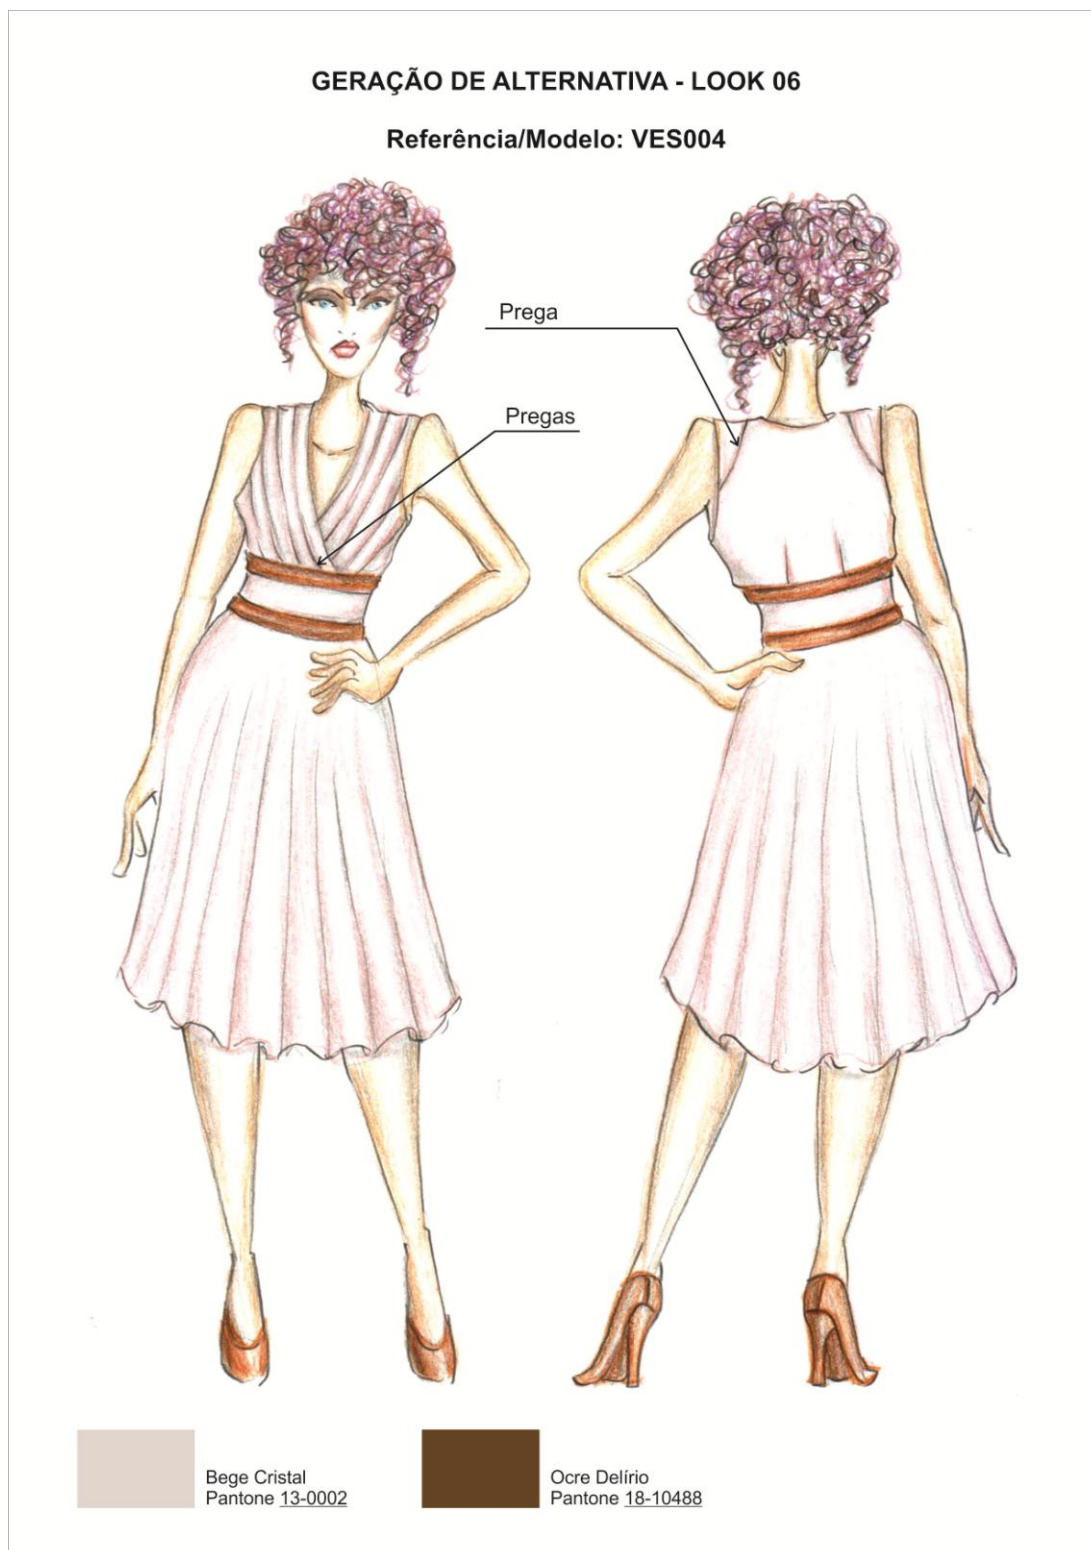 GERAÇÃO DE ALTERNATIVA - LOOK 06
Referência/Modelo: VES004
Prega
Pregas
Bege Cristal
Pantone 13-0002
Ocre Delírio
Pantone 18-10488